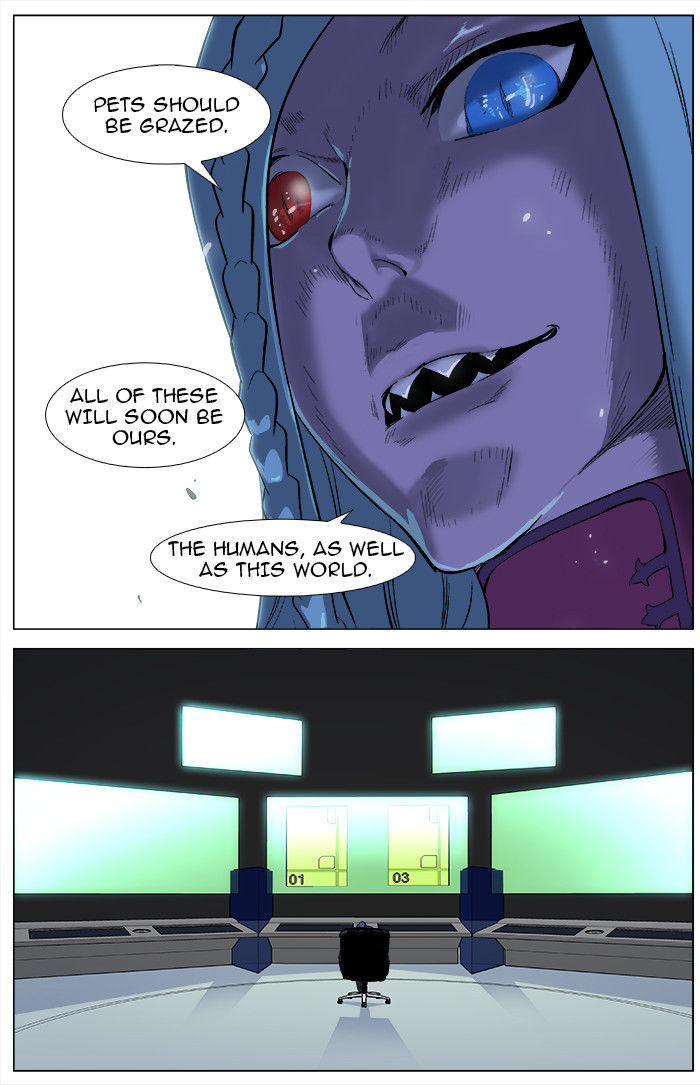 PETS SHOULD
BE GRAZED.
ALL OF THESE
WILL SOON BE
OURS.
THE HUMANS, AS WELL
AS THIS WORLD.
01
03